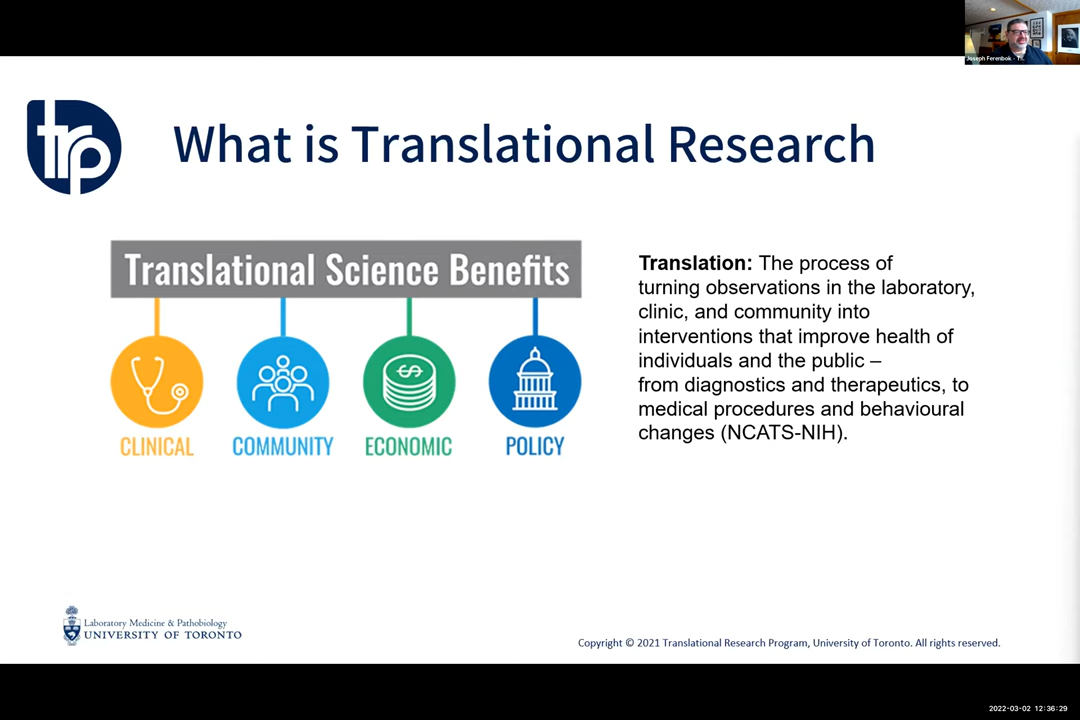 Joseph Ferenbok - T
trp
What is Translational Research
Translational Science Benefits
CLINICAL
COMMUNITY
ECONOMIC
POLICY
Translation: The process of
turning observations in the laboratory,
clinic, and community into
interventions that improve health of
individuals and the public –
from diagnostics and therapeutics, to
medical procedures and behavioural
changes (NCATS-NIH).
Laboratory Medicine & Pathobiology
UNIVERSITY OF TORONTO
Copyright © 2021 Translational Research Program, University of Toronto. All rights reserved.
2022-03-02 12:36:29